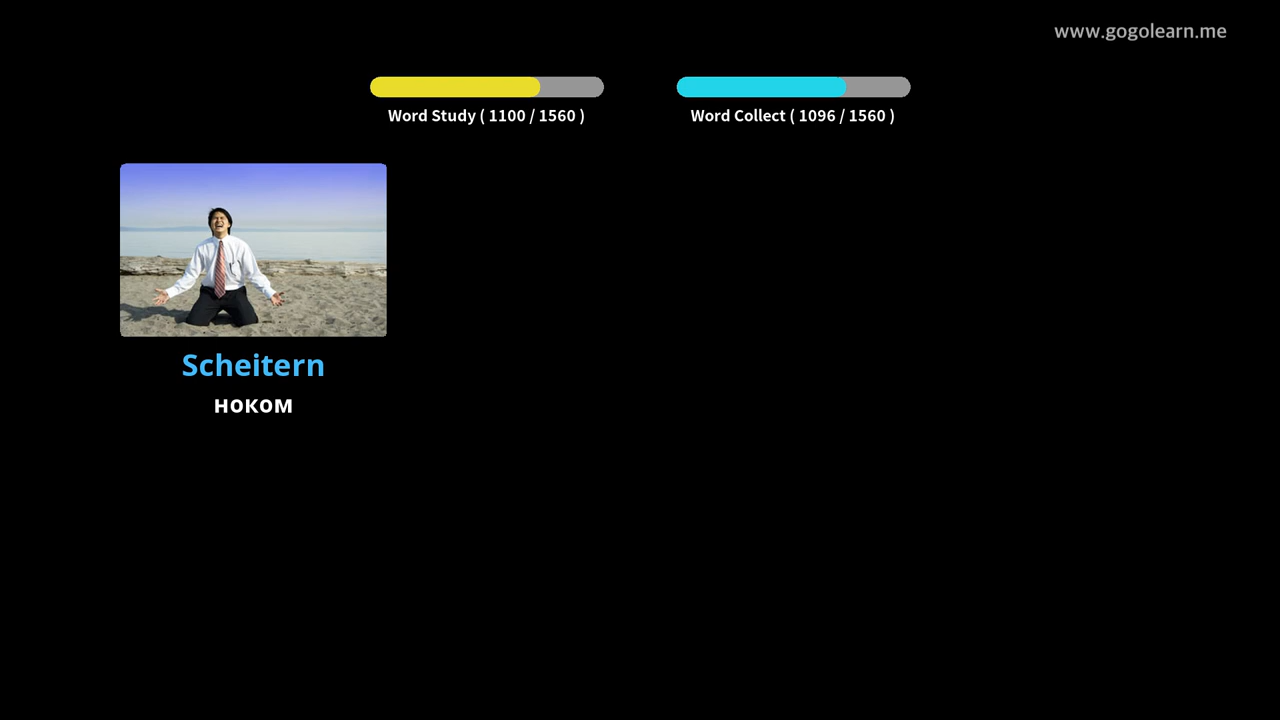 www.gogolearn.me
Word Study ( 1100 / 1560 )
Word Collect ( 1096 / 1560 )
Scheitern
ноком